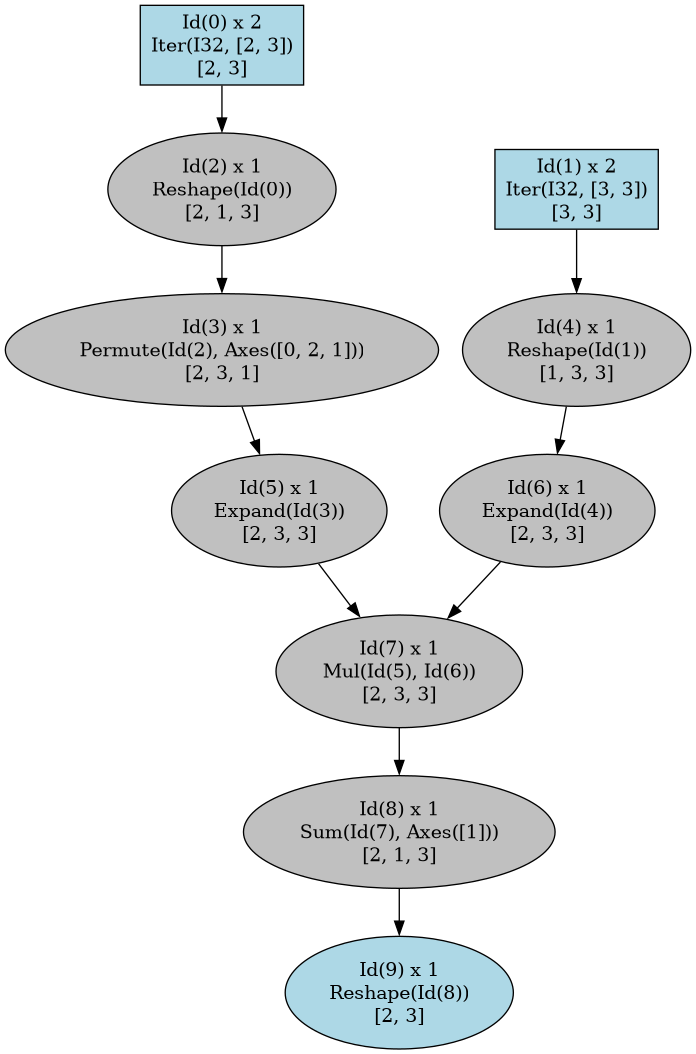 Id(0) x 2
Iter(I32, [2, 3])
[2, 3]
Id(2) x 1
Reshape(Id(0))
[2, 1, 3]
Id(1) x 2
Iter(I32, [3, 3])
[3, 3]
Id(3) x 1
Permute(Id(2), Axes([0, 2, 1]))
[2, 3, 1]
Id(4) x 1
Reshape(Id(1))
[1, 3, 3]
Id(5) x 1
Expand(Id(3))
[2, 3, 3]
Id(6) x 1
Expand(Id(4))
[2, 3, 3]
Id(7) x 1
Mul(Id(5), Id(6))
[2, 3, 3]
Id(8) x 1
Sum(Id(7), Axes([1]))
[2, 1, 3]
Id(9) x 1
Reshape(Id(8))
[2, 3]